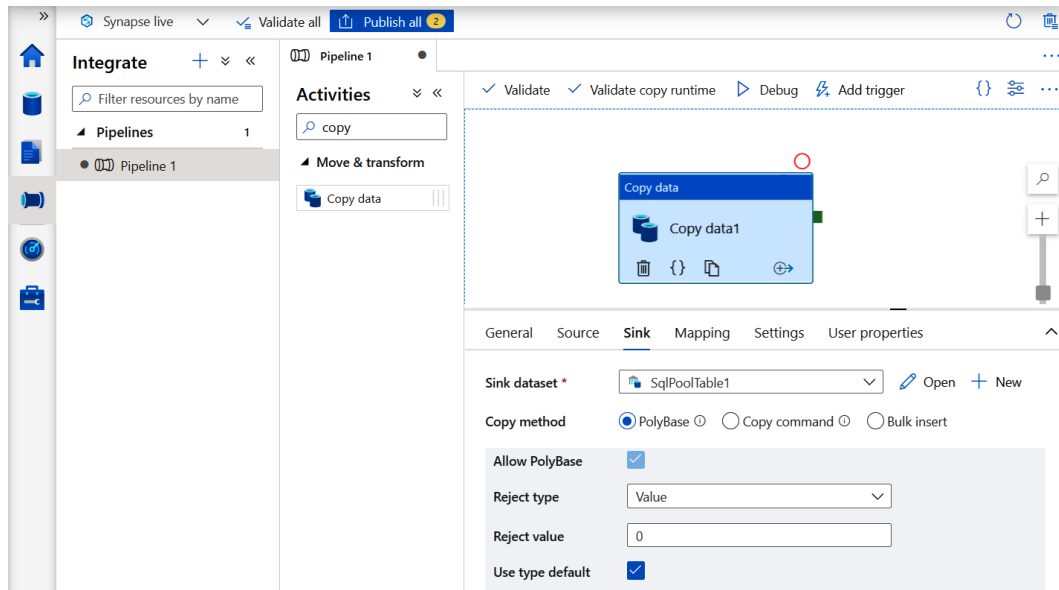 Synapse live
Validate all
Publish all 2
Integrate
Filter resources by name
Pipelines 1
Pipeline 1
Pipeline 1
Activities
copy
Move & transform
Copy data
Validate
Validate copy runtime
Debug
Add trigger
Copy data
Copy data1
General Source Sink Mapping Settings User properties
Sink dataset * SqlPoolTable1 Open New
Copy method PolyBase Copy command Bulk insert
Allow PolyBase
Reject type Value
Reject value 0
Use type default